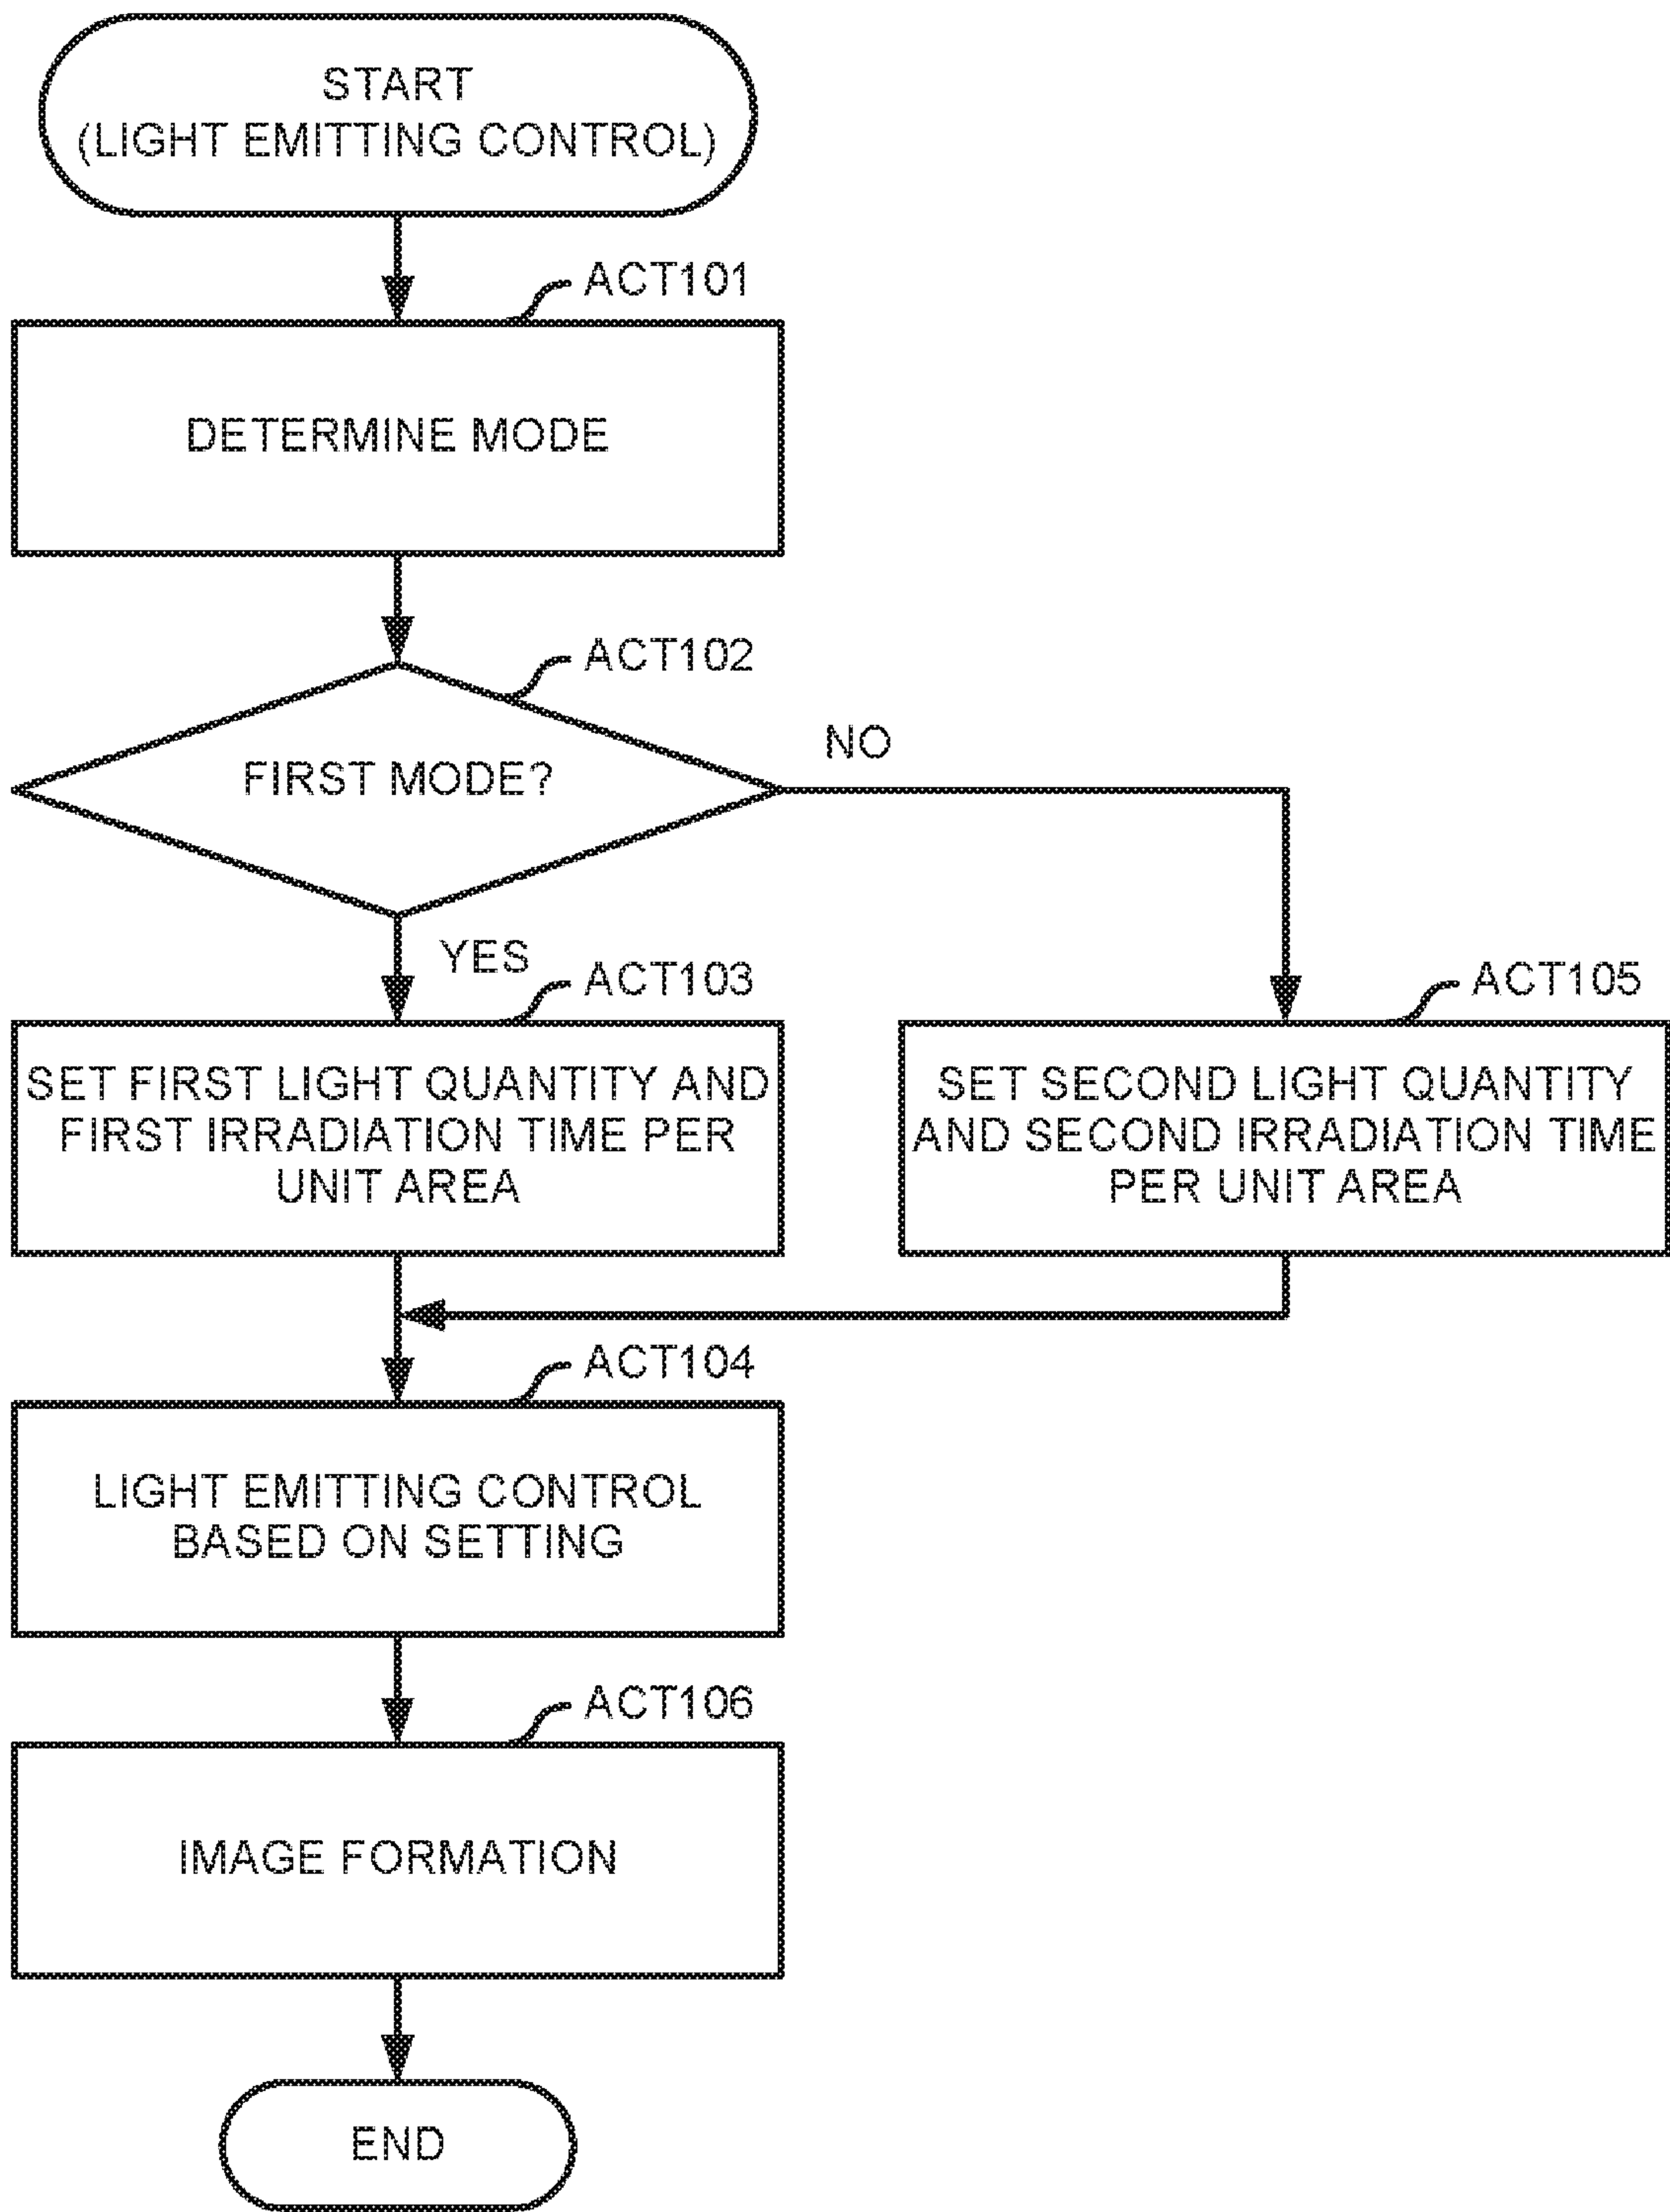 START
(LIGHT EMITTING CONTROL)
ACT101
DETERMINE MODE
ACT102
FIRST MODE?
NO
YES
ACT103
SET FIRST LIGHT QUANTITY AND
FIRST IRRADIATION TIME PER
UNIT AREA
ACT105
SET SECOND LIGHT QUANTITY
AND SECOND IRRADIATION TIME
PER UNIT AREA
ACT104
LIGHT EMITTING CONTROL
BASED ON SETTING
ACT106
IMAGE FORMATION
END